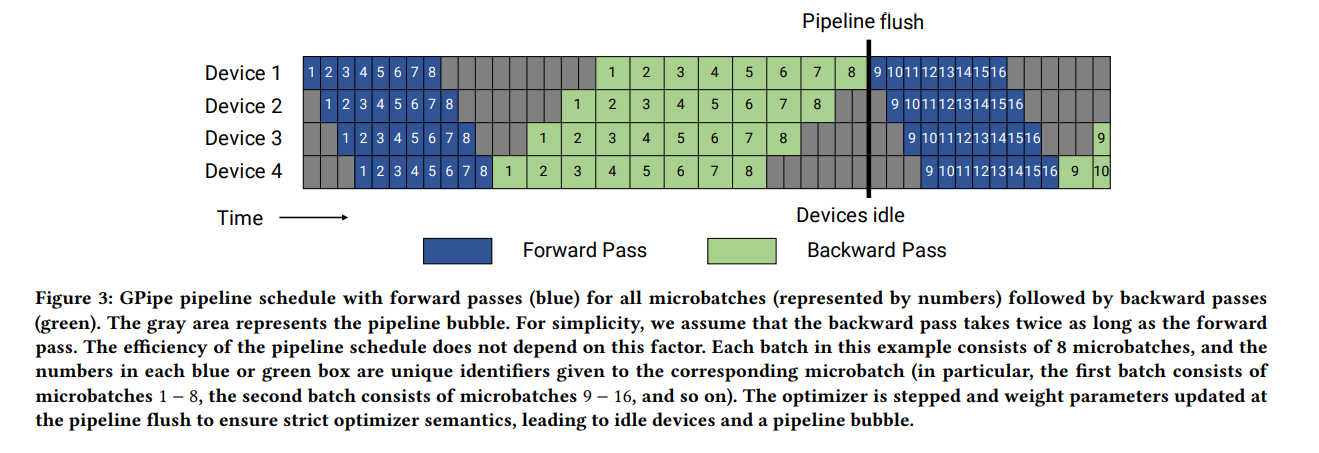 Pipeline flush
Device 1 1 2 3 4 5 6 7 8 1 2 3 4 5 6 7 8 9 10 11 12 13 14 15 16
Device 2 1 2 3 4 5 6 7 8 1 2 3 4 5 6 7 8 9 10 11 12 13 14 15 16
Device 3 1 2 3 4 5 6 7 8 1 2 3 4 5 6 7 8 9 10 11 12 13 14 15 16 9
Device 4 1 2 3 4 5 6 7 8 1 2 3 4 5 6 7 8 9 10 11 12 13 14 15 16 9 10
Time
Devices idle
Forward Pass
Backward Pass
Figure 3: GPipe pipeline schedule with forward passes (blue) for all microbatches (represented by numbers) followed by backward passes
(green). The gray area represents the pipeline bubble. For simplicity, we assume that the backward pass takes twice as long as the forward
pass. The efficiency of the pipeline schedule does not depend on this factor. Each batch in this example consists of 8 microbatches, and the
numbers in each blue or green box are unique identifiers given to the corresponding microbatch (in particular, the first batch consists of
microbatches 1 – 8, the second batch consists of microbatches 9 – 16, and so on). The optimizer is stepped and weight parameters updated at
the pipeline flush to ensure strict optimizer semantics, leading to idle devices and a pipeline bubble.